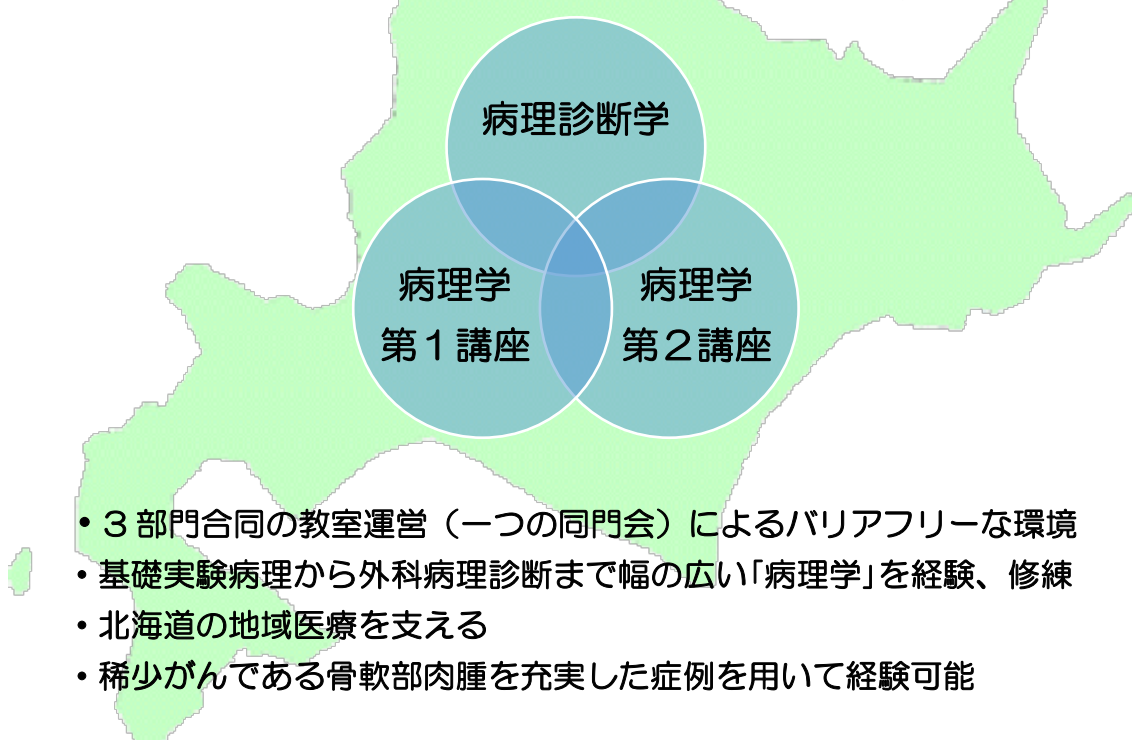 病理診断学
病理学
第１講座
病理学
第２講座
・３部門合同の教室運営（一つの同門会）によるバリアフリーな環境
・基礎実験病理から外科病理診断まで幅の広い｢病理学｣を経験、修練
・北海道の地域医療を支える
・稀少がんである骨軟部肉腫を充実した症例を用いて経験可能